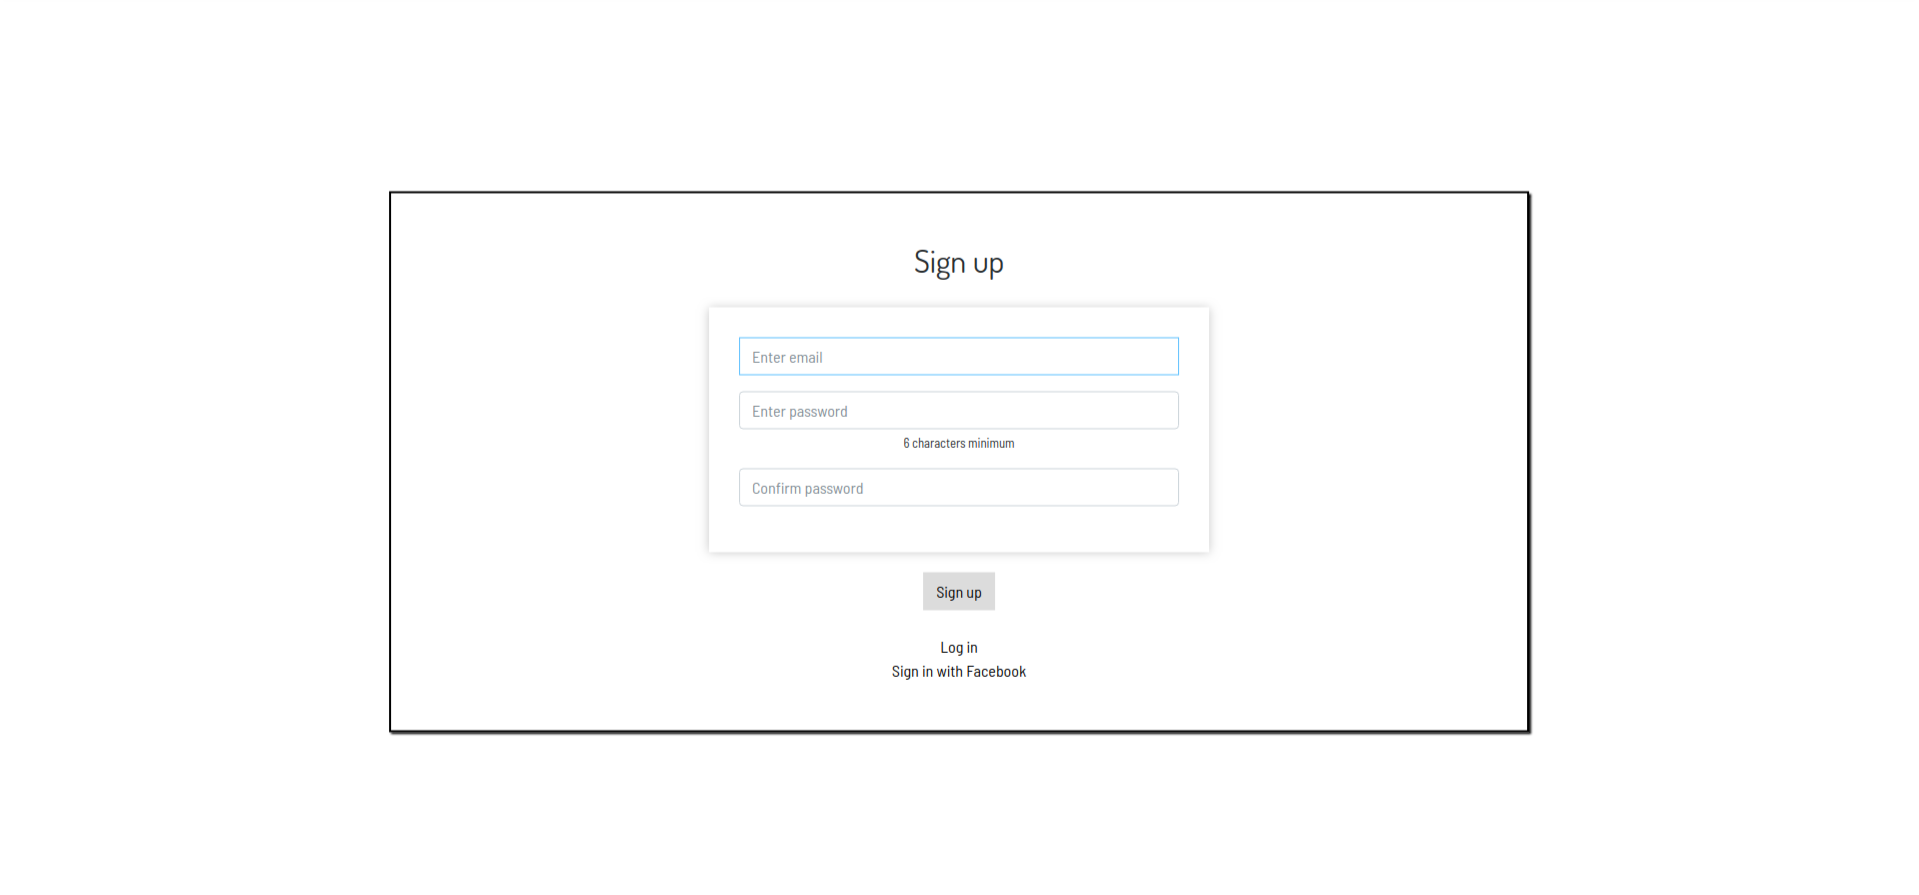 Sign up
Enter email
Enter password
6 characters minimum
Confirm password
Sign up
Log in
Sign in with Facebook